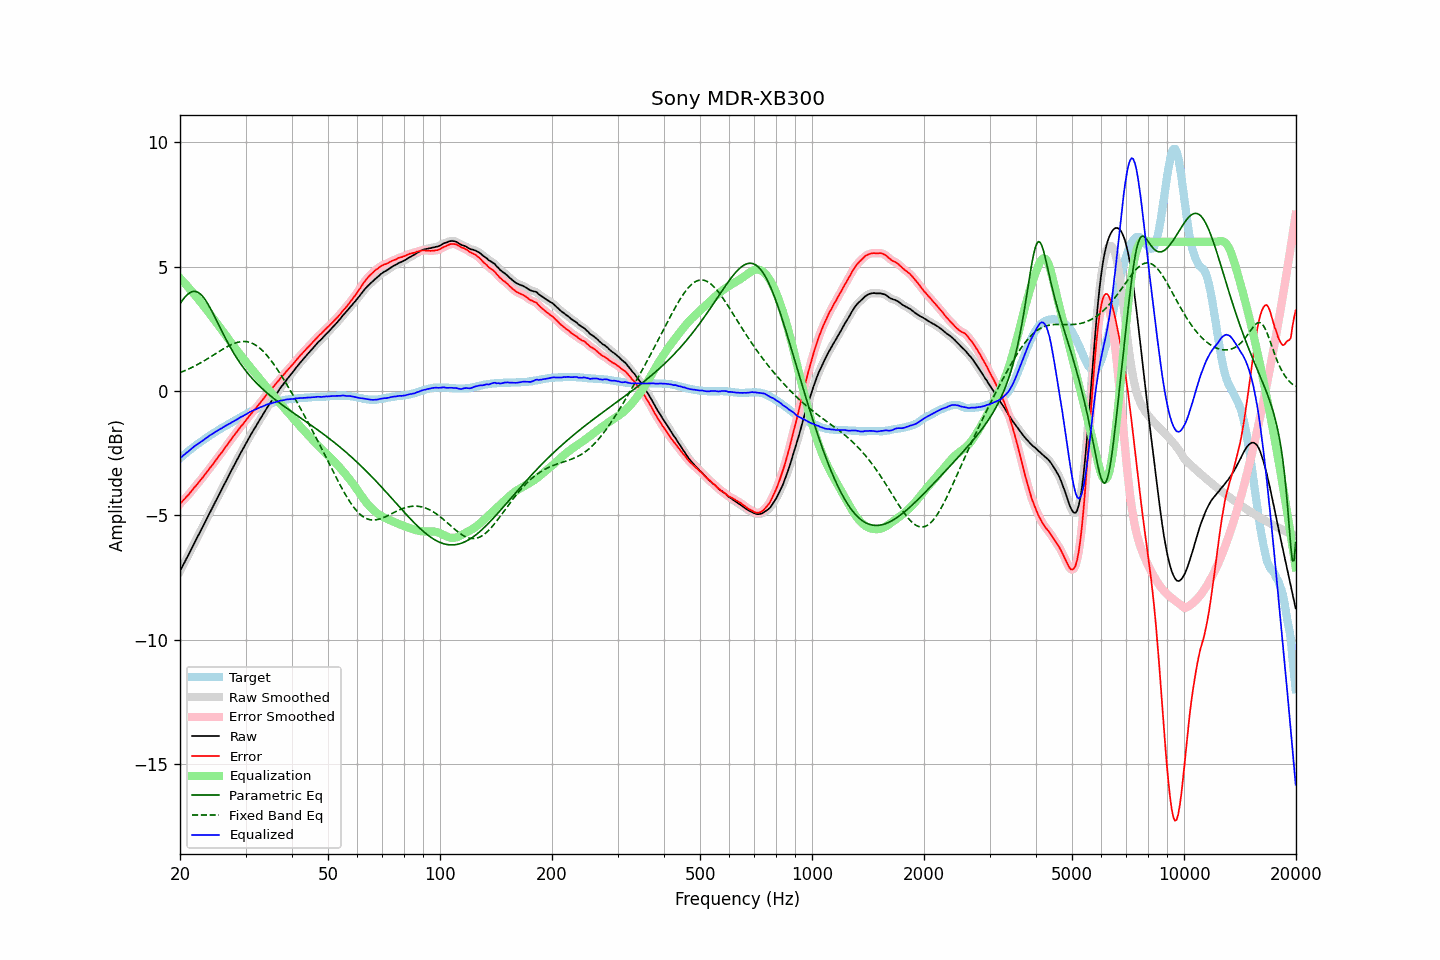 Sony MDR-XB300
Amplitude (dBr)
10
5
0
−5
−10
−15
Target
Raw Smoothed
Error Smoothed
Raw
Error
Equalization
Parametric Eq
Fixed Band Eq
Equalized
20 50 100 200 500 1000 2000 5000 10000 20000
Frequency (Hz)